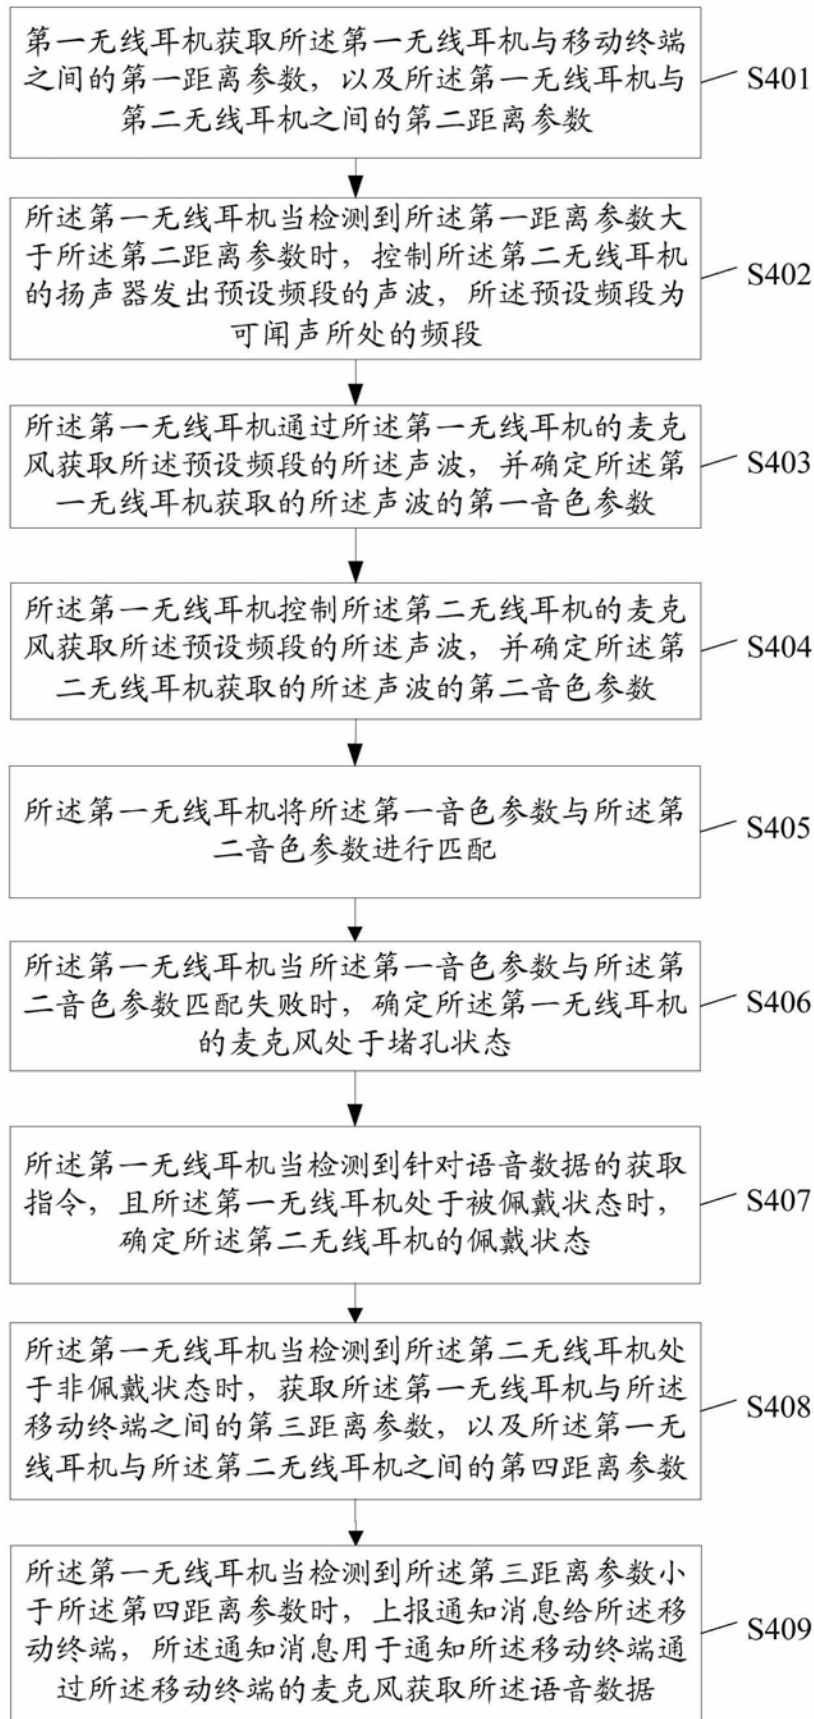 第一无线耳机获取所述第一无线耳机与移动终端
之间的第一距离参数，以及所述第一无线耳机与
第二无线耳机之间的第二距离参数
S401
所述第一无线耳机当检测到所述第一距离参数大
于所述第二距离参数时，控制所述第二无线耳机
的扬声器发出预设频段的声波，所述预设频段为
可闻声所处的频段
S402
所述第一无线耳机通过所述第一无线耳机的麦克
风获取所述预设频段的所述声波，并确定所述第
一无线耳机获取的所述声波的第一音色参数
S403
所述第一无线耳机控制所述第二无线耳机的麦克
风获取所述预设频段的所述声波，并确定所述第
二无线耳机获取的所述声波的第二音色参数
S404
所述第一无线耳机将所述第一音色参数与所述第
二音色参数进行匹配
S405
所述第一无线耳机当所述第一音色参数与所述第
二音色参数匹配失败时，确定所述第一无线耳机
的麦克风处于堵孔状态
S406
所述第一无线耳机当检测到针对语音数据的获取
指令，且所述第一无线耳机处于被佩戴状态时，
确定所述第二无线耳机的佩戴状态
S407
所述第一无线耳机当检测到所述第二无线耳机处
于非佩戴状态时，获取所述第一无线耳机与所述
移动终端之间的第三距离参数，以及所述第一无
线耳机与所述第二无线耳机之间的第四距离参数
S408
所述第一无线耳机当检测到所述第三距离参数小
于所述第四距离参数时，上报通知消息给所述移
动终端，所述通知消息用于通知所述移动终端通
过所述移动终端的麦克风获取所述语音数据
S409